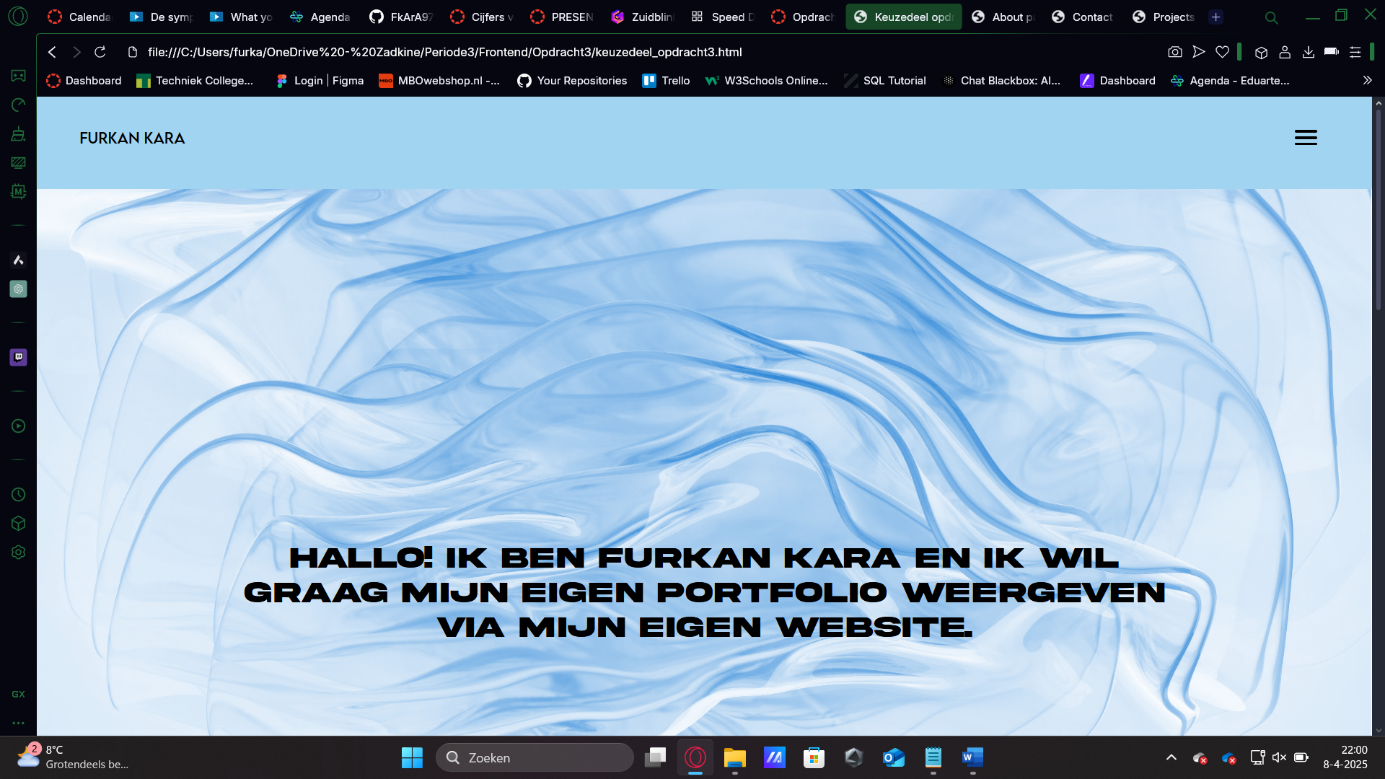 Calenda
De symp
What yo
Agenda
FkArA97
Cijfers v
PRESEN
Zuidblin
Speed D
Opdrach
Keuzedeel opdr
About p
Contact
Projects
file:///C:/Users/furka/OneDrive%20-%20Zadkine/Periode3/Frontend/Opdracht3/keuzedeel_opdracht3.html
Dashboard
Techniek College...
Login | Figma
MBOwebshop.nl -...
Your Repositories
Trello
W3Schools Online...
SQL Tutorial
Chat Blackbox: AI...
Dashboard
Agenda - Eduarte...
FURKAN KARA
HALLO! IK BEN FURKAN KARA EN IK WIL
GRAAG MIJN EIGEN PORTFOLIO WEERGEVEN
VIA MIJN EIGEN WEBSITE.
GX
2
8°C
Grotendeels be...
Zoeken
22:00
8-4-2025